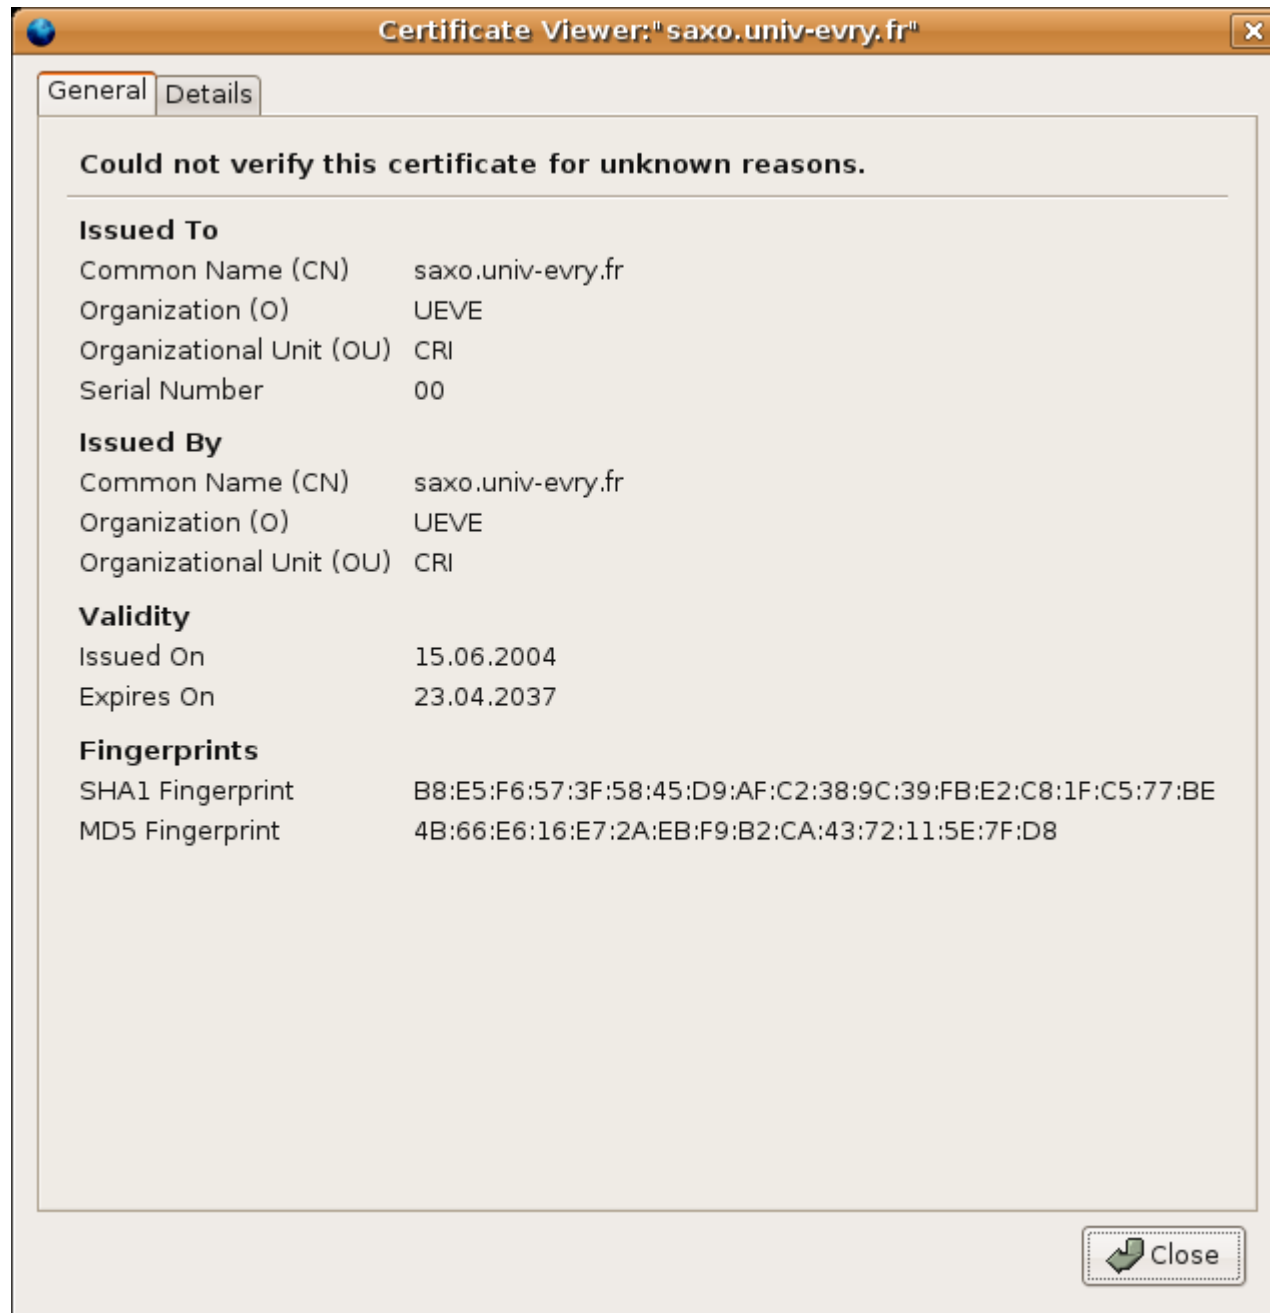 Certificate Viewer:"saxo.univ-evry.fr"
General Details
Could not verify this certificate for unknown reasons.
Issued To
Common Name (CN) saxo.univ-evry.fr
Organization (O) UEVE
Organizational Unit (OU) CRI
Serial Number 00
Issued By
Common Name (CN) saxo.univ-evry.fr
Organization (O) UEVE
Organizational Unit (OU) CRI
Validity
Issued On 15.06.2004
Expires On 23.04.2037
Fingerprints
SHA1 Fingerprint B8:E5:F6:57:3F:58:45:D9:AF:C2:38:9C:39:FB:E2:C8:1F:C5:77:BE
MD5 Fingerprint 4B:66:E6:16:E7:2A:EB:F9:B2:CA:43:72:11:5E:7F:D8
Close